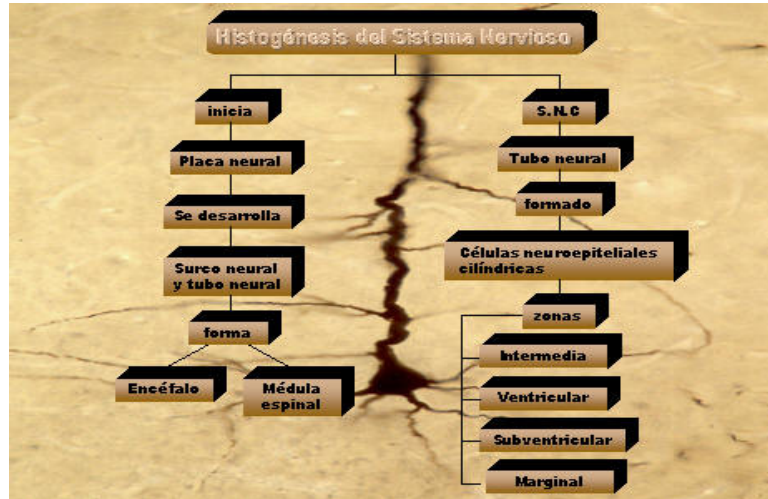 Histogénesis del Sistema Nervioso
inicia
Placa neural
Se desarrolla
Surco neural
y tubo neural
forma
Encéfalo
Médula
espinal
S.N.C
Tubo neural
formado
Células neuroepiteliales
cilíndricas
zonas
Intermedia
Ventricular
Subventricular
Marginal